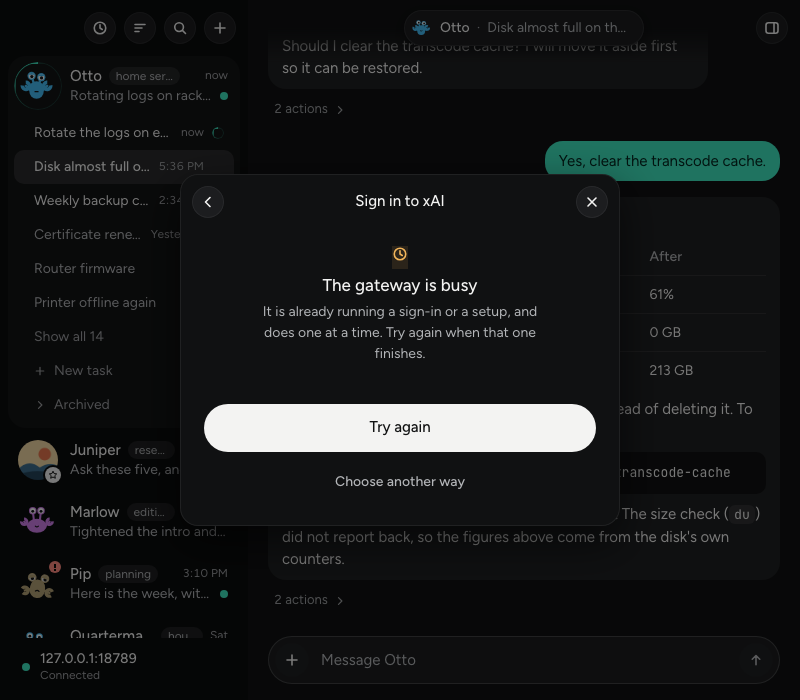 Otto · Disk almost full on th...
Otto home ser... now
Rotating logs on rack...
Rotate the logs on e... now
Disk almost full o... 5:36 PM
Weekly backup c... 2:34
Certificate rene... Yeste
Router firmware
Printer offline again
Show all 14
+ New task
> Archived
Juniper rese...
Ask these five, an
Marlow editi...
Tightened the intro and...
Pip planning 3:10 PM
Here is the week, wit...
Quarterma hou... Sat
127.0.0.1:18789
Connected
Should I clear the transcode cache? I will move it aside first
so it can be restored.
2 actions >
Yes, clear the transcode cache.
After
61%
0 GB
213 GB
ead of deleting it. To
transcode-cache
The size check ( du )
did not report back, so the figures above come from the disk's own
counters.
2 actions >
Message Otto
Sign in to xAI
The gateway is busy
It is already running a sign-in or a setup, and
does one at a time. Try again when that one
finishes.
Try again
Choose another way